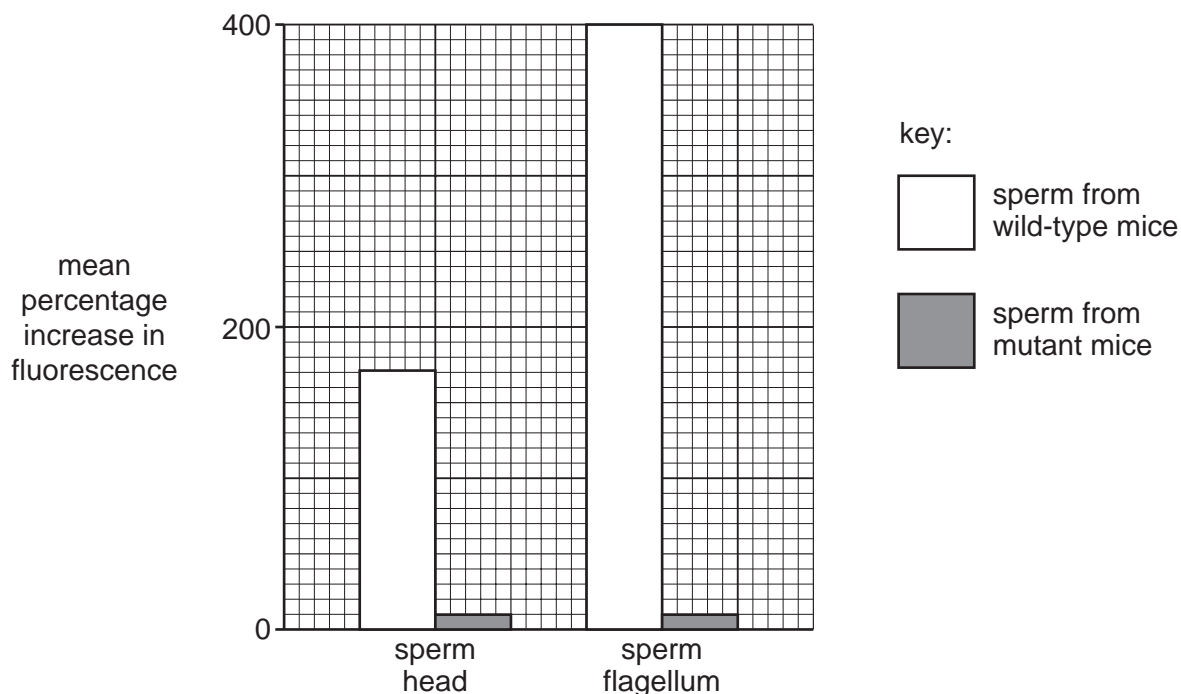 400
200
0
mean
percentage
increase in
fluorescence
sperm
head
sperm
flagellum
key:
sperm from
wild-type mice
sperm from
mutant mice